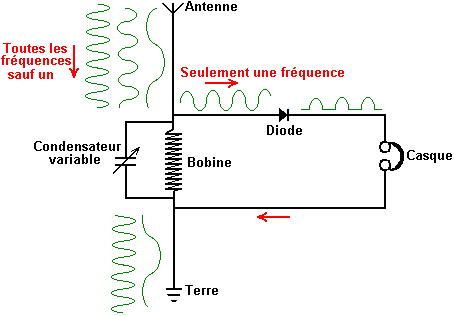 Antenne
Toutes les
fréquences
sauf un
Seulement une fréquence
Diode
Condensateur
variable
Bobine
Casque
Terre